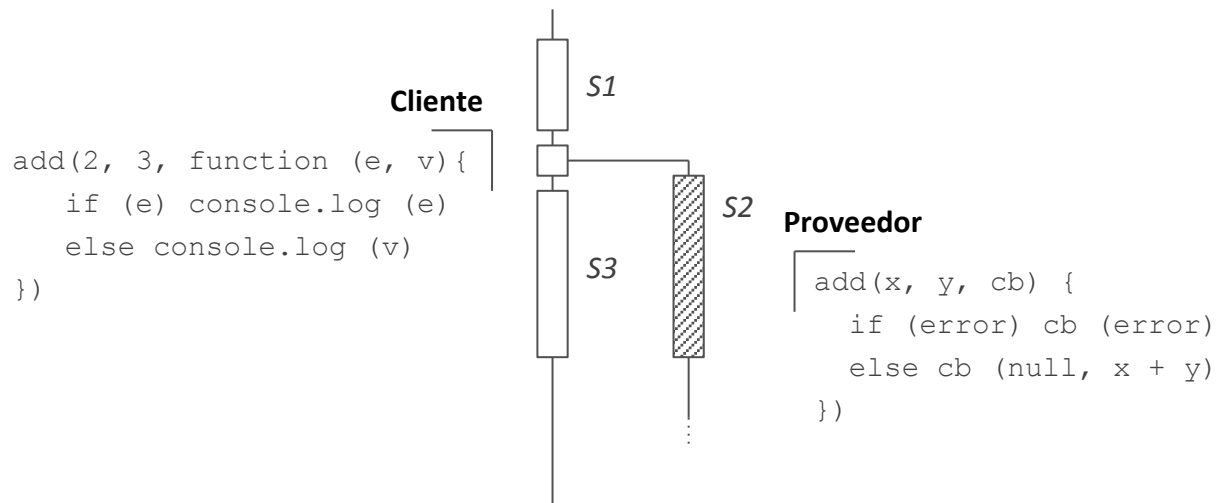 S1
Cliente
add(2, 3, function (e, v){
if (e) console.log (e)
else console.log (v)
})
S2
S3
Proveedor
add(x, y, cb) {
if (error) cb (error)
else cb (null, x + y)
})